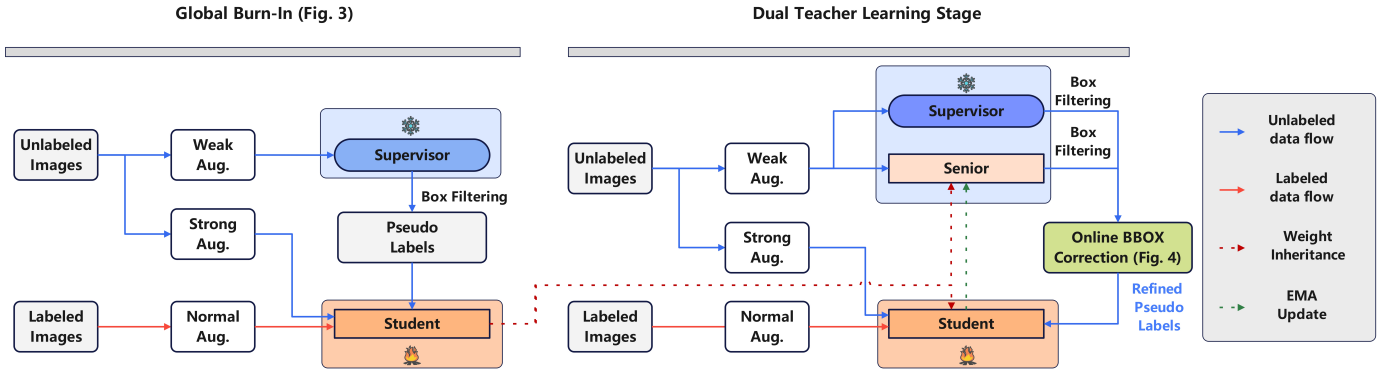 Global Burn-In (Fig. 3)
Unlabeled
Images
Weak
Aug.
Supervisor
Box Filtering
Strong
Aug.
Pseudo
Labels
Labeled
Images
Normal
Aug.
Student
Dual Teacher Learning Stage
Unlabeled
Images
Weak
Aug.
Supervisor
Senior
Box
Filtering
Box
Filtering
Strong
Aug.
Online BBOX
Correction (Fig. 4)
Refined
Pseudo
Labels
Labeled
Images
Normal
Aug.
Student
Unlabeled
data flow
Labeled
data flow
Weight
Inheritance
EMA
Update